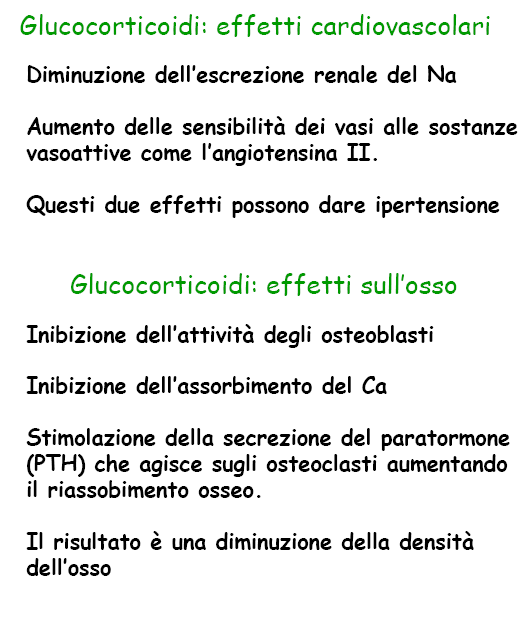 Glucocorticoidi: effetti cardiovascolari
Diminuzione dell'escrezione renale del Na
Aumento delle sensibilità dei vasi alle sostanze
vasoattive come l'angiotensina II.
Questi due effetti possono dare ipertensione
Glucocorticoidi: effetti sull'osso
Inibizione dell'attività degli osteoblasti
Inibizione dell'assorbimento del Ca
Stimolazione della secrezione del paratormone
(PTH) che agisce sugli osteoclasti aumentando
il riassobimento osseo.
Il risultato è una diminuzione della densità
dell'osso